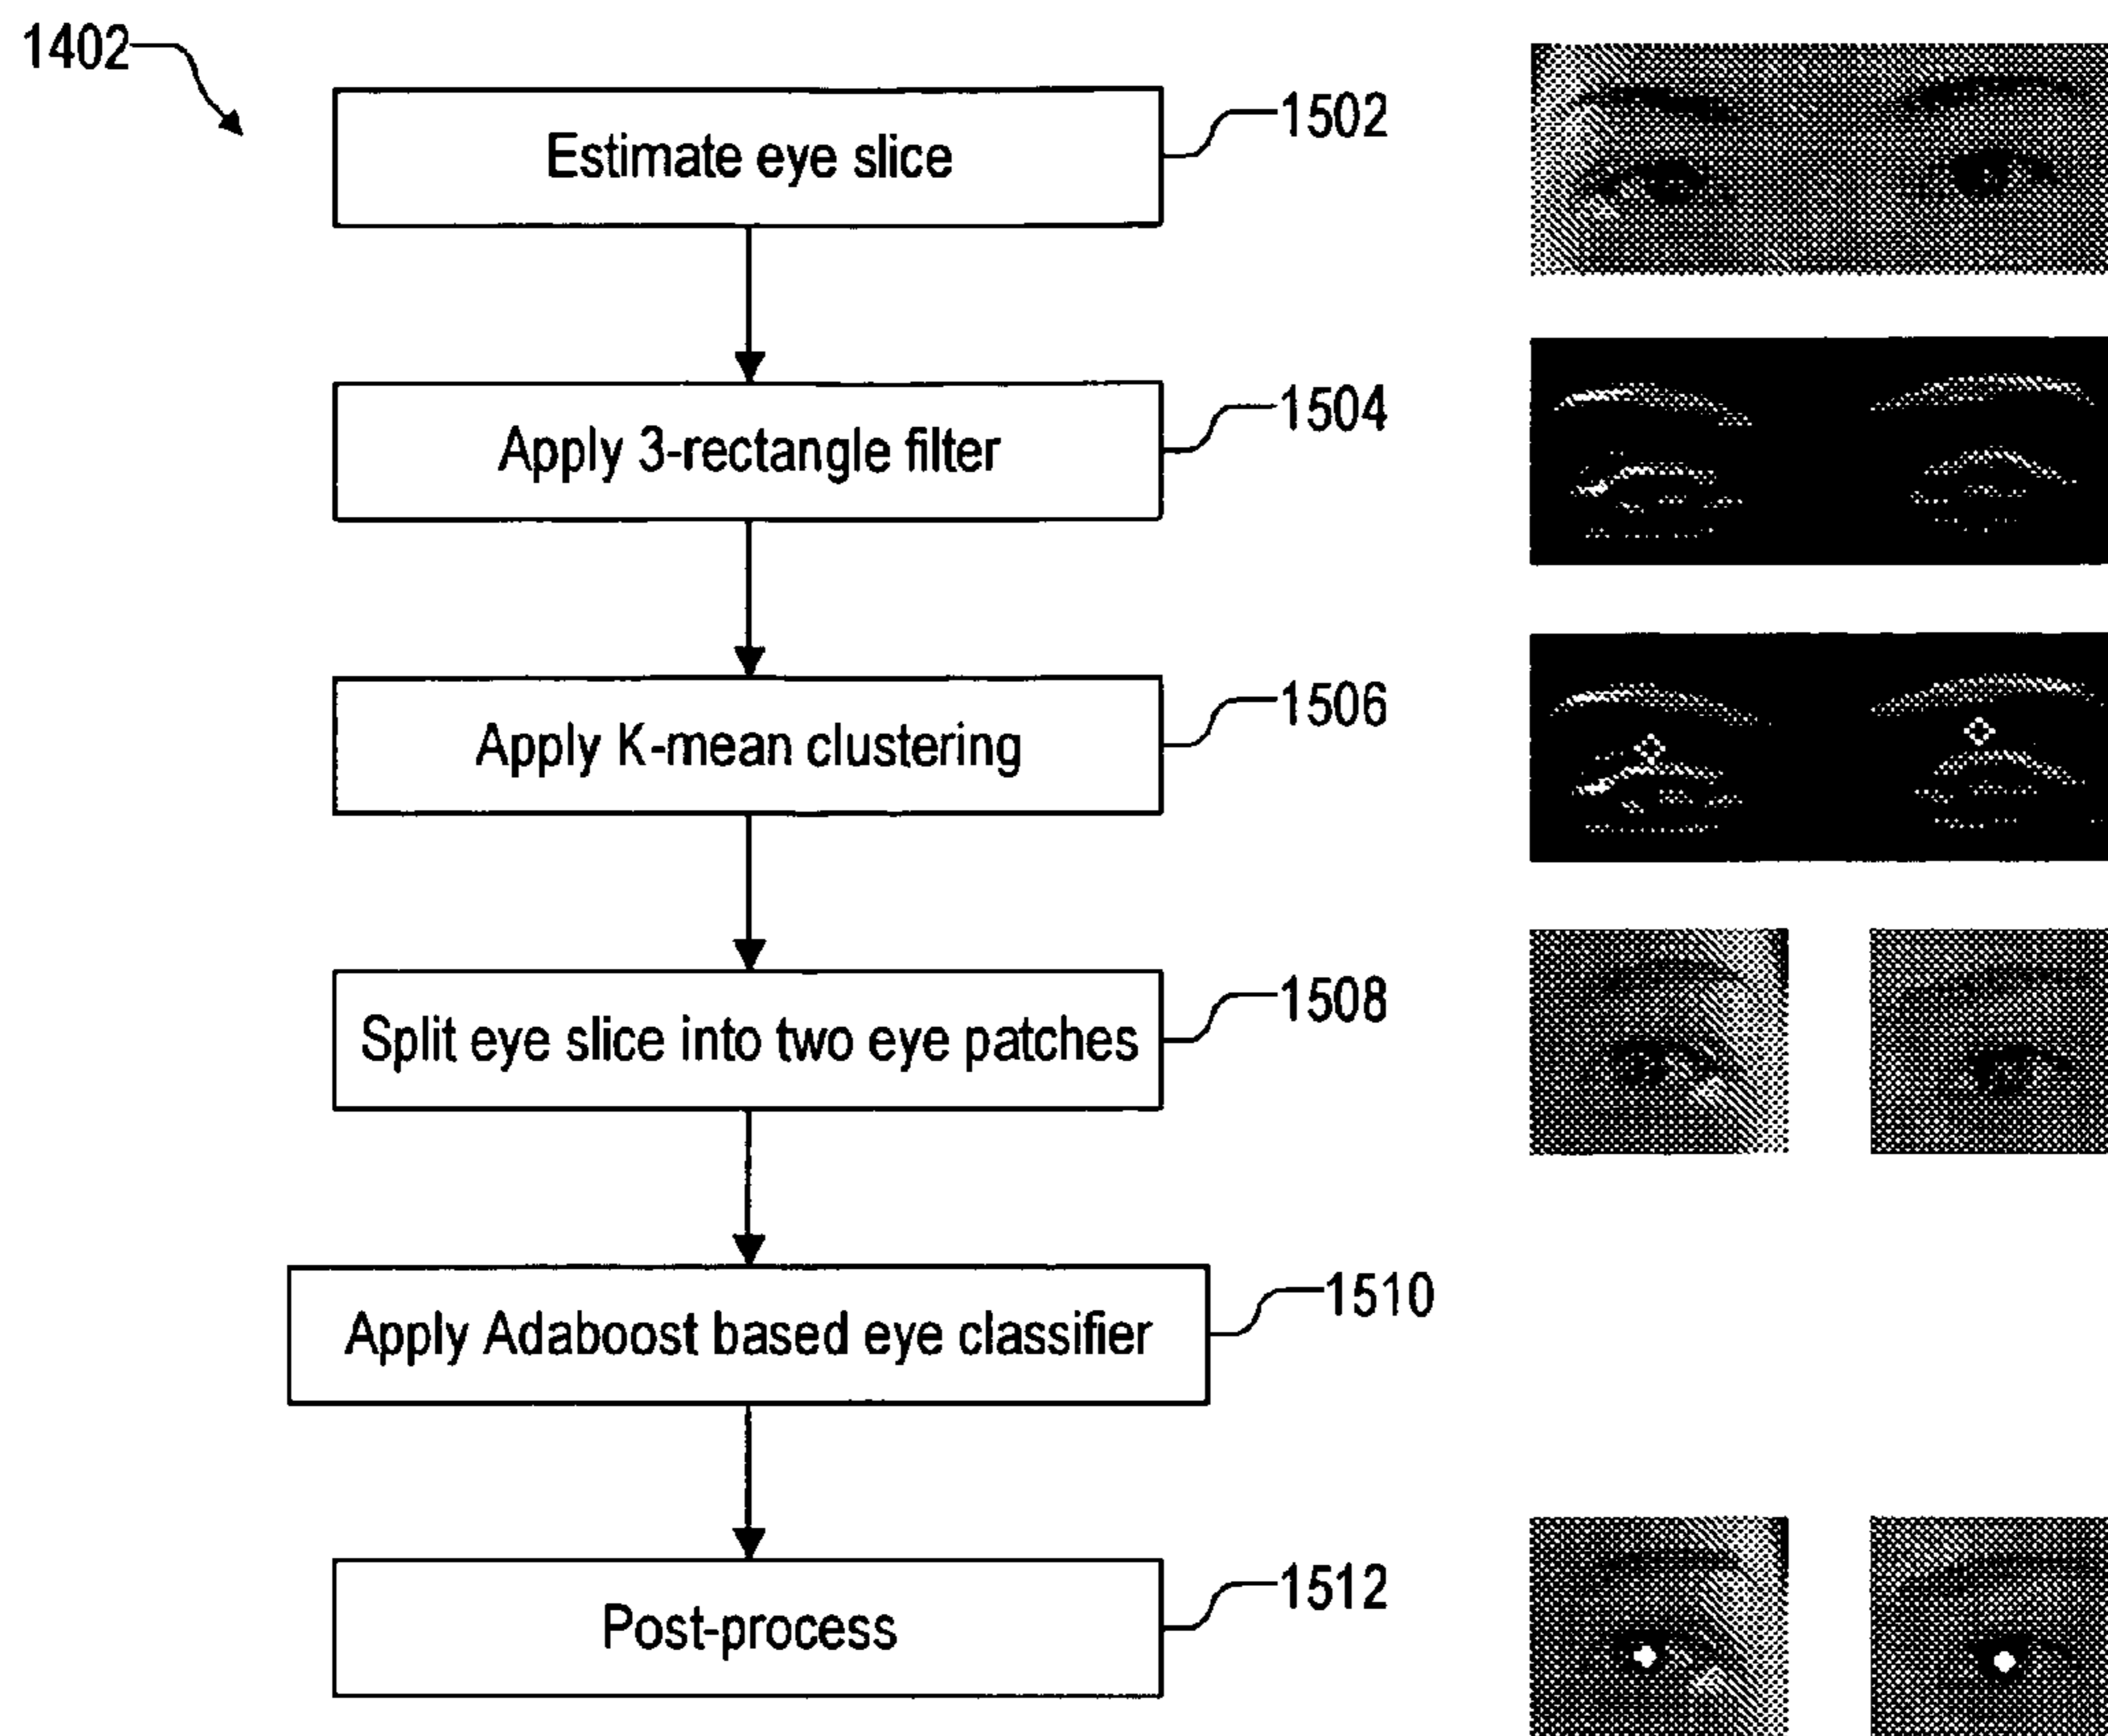 1402
Estimate eye slice
1502
Apply 3-rectangle filter
1504
Apply K-mean clustering
1506
Split eye slice into two eye patches
1508
Apply Adaboost based eye classifier
1510
Post-process
1512